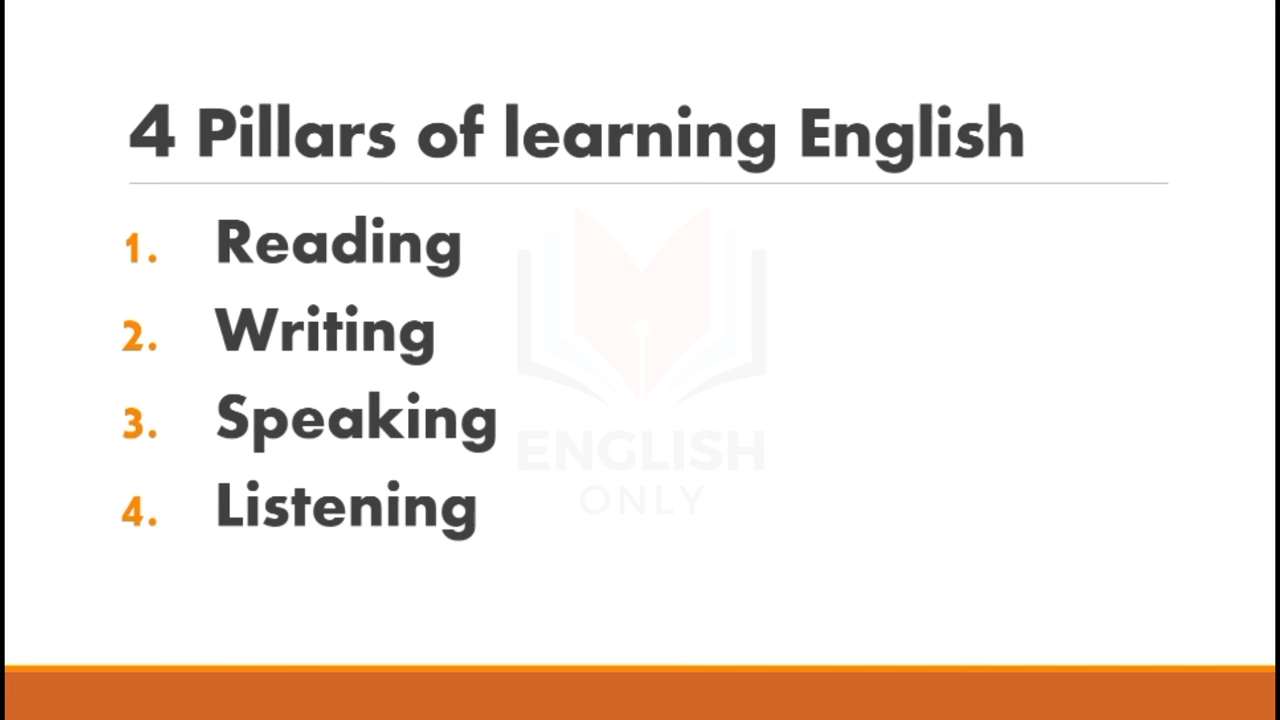 4 Pillars of learning English
1. Reading
2. Writing
3. Speaking
4. Listening
ENGLISH
ONLY